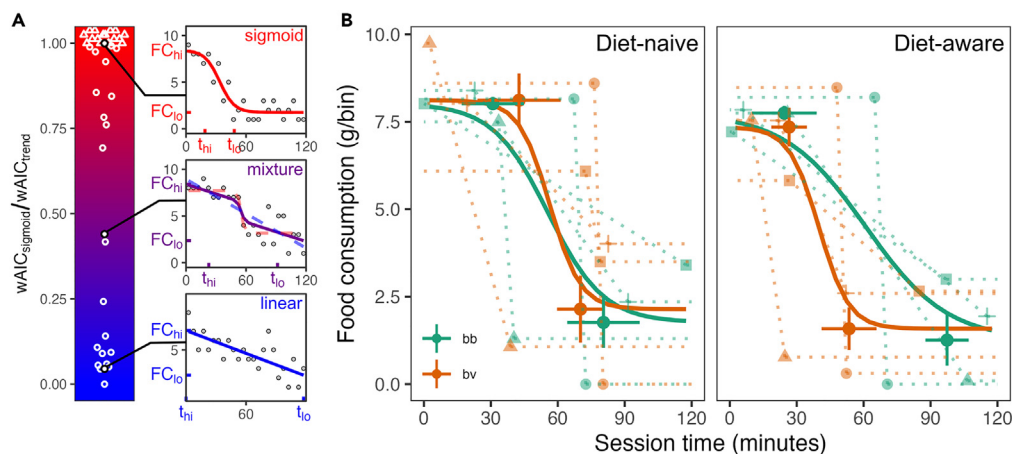 A
wAICsigmoid/wAICtrend
1.00
0.75
0.50
0.25
0.00
sigmoid
FChi
FClo
10
5
0
0
60
120
thi
tlo
mixture
FChi
FClo
10
5
0
0
60
120
thi
tlo
linear
FChi
FClo
5
thi
60
tlo
B
Food consumption (g/bin)
10.0
7.5
5.0
2.5
0.0
Diet-naive
Diet-aware
bb
bv
0
30
60
90
120
0
30
60
90
120
Session time (minutes)